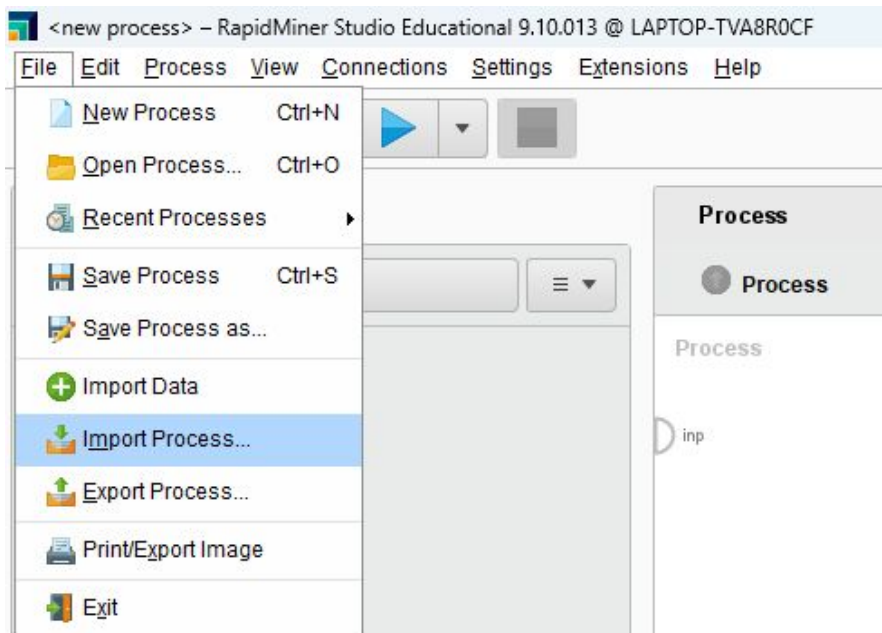 <new process> – RapidMiner Studio Educational 9.10.013 @ LAPTOP-TVA8R0CF
File Edit Process View Connections Settings Extensions Help
New Process Ctrl+N
Open Process... Ctrl+O
Recent Processes
Save Process Ctrl+S
Save Process as...
Import Data
Import Process...
Export Process...
Print/Export Image
Exit
Process
Process
Process
inp